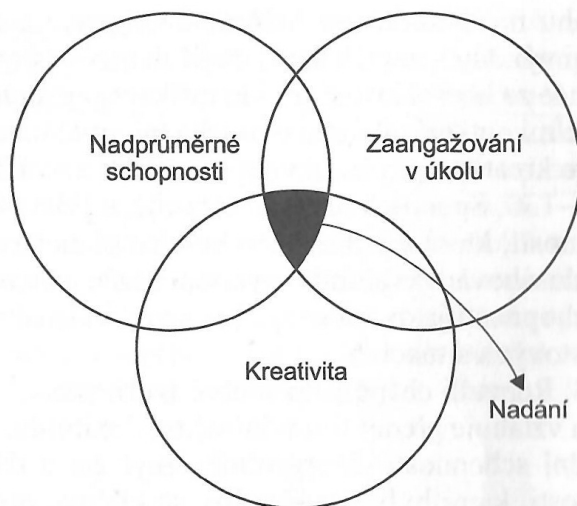 Nadprůměrné
schopnosti
Zaangažování
v úkolu
Kreativita
Nadání